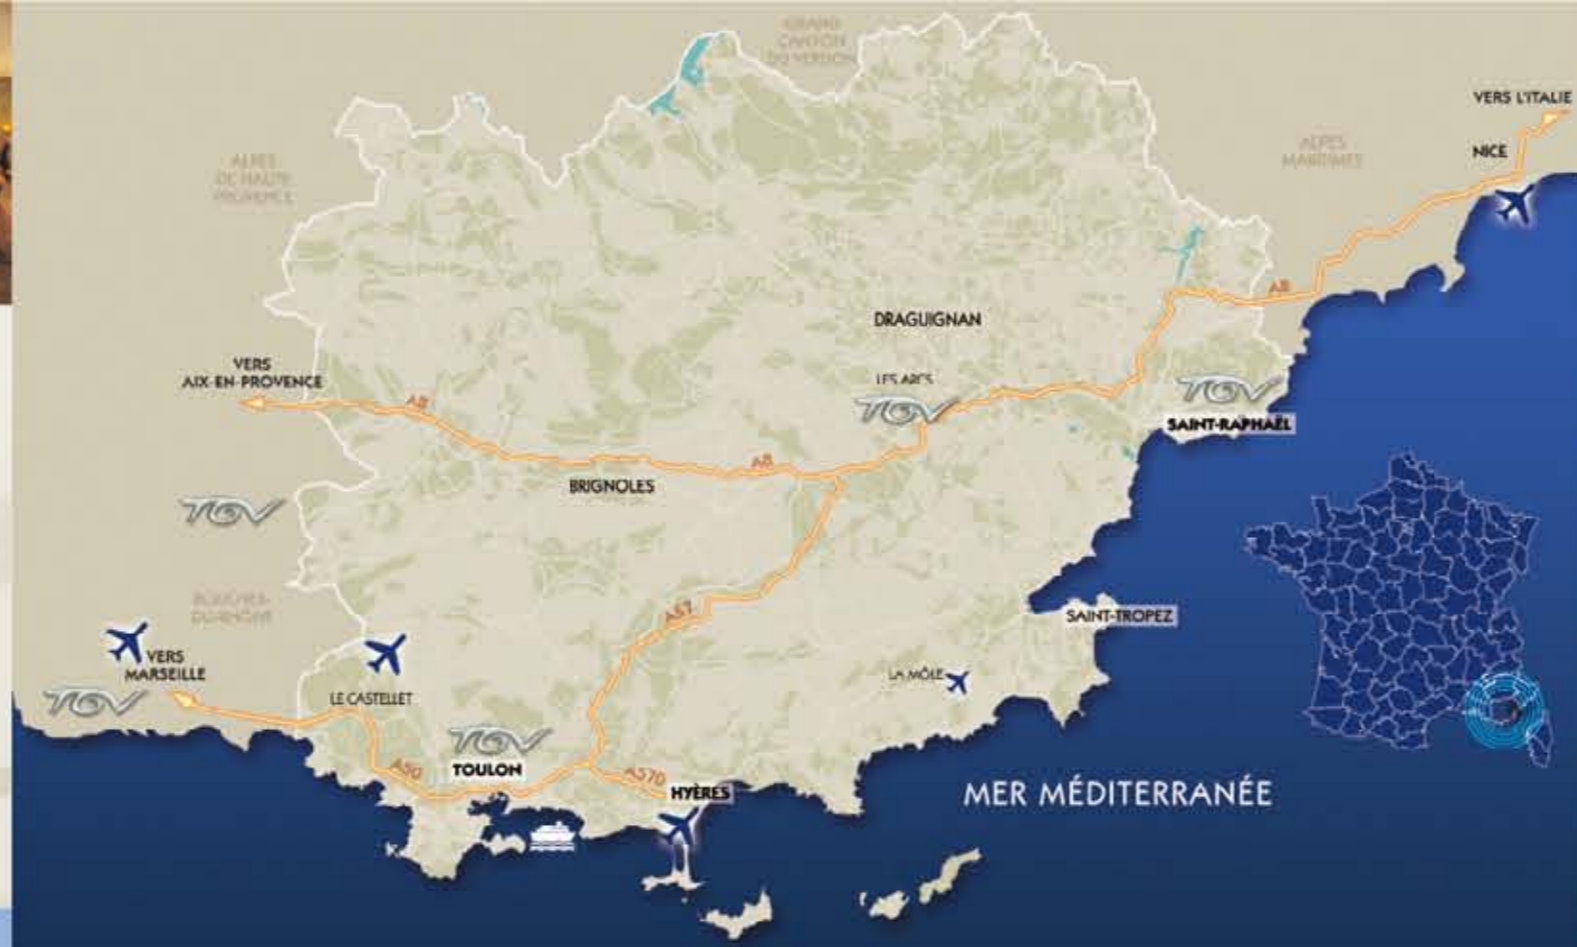 GRAND
CANYON
DU VERDON
VERS L'ITALIE
NICE
ALPES
MARITIMES
ALPES
DE HAUTE
PROVENCE
A8
DRAGUIGNAN
VERS
AIX-EN-PROVENCE
LES ARCS
TGV
TGV
SAINT-RAPHAËL
A8
A8
BRIGNOLES
TGV
BOUCHES-
DU-RHÔNE
A57
SAINT-TROPEZ
VERS
MARSEILLE
TGV
LE CASTELLET
LA MÔLE
TGV
TOULON
A50
A570
HYÈRES
MER MÉDITERRANÉE